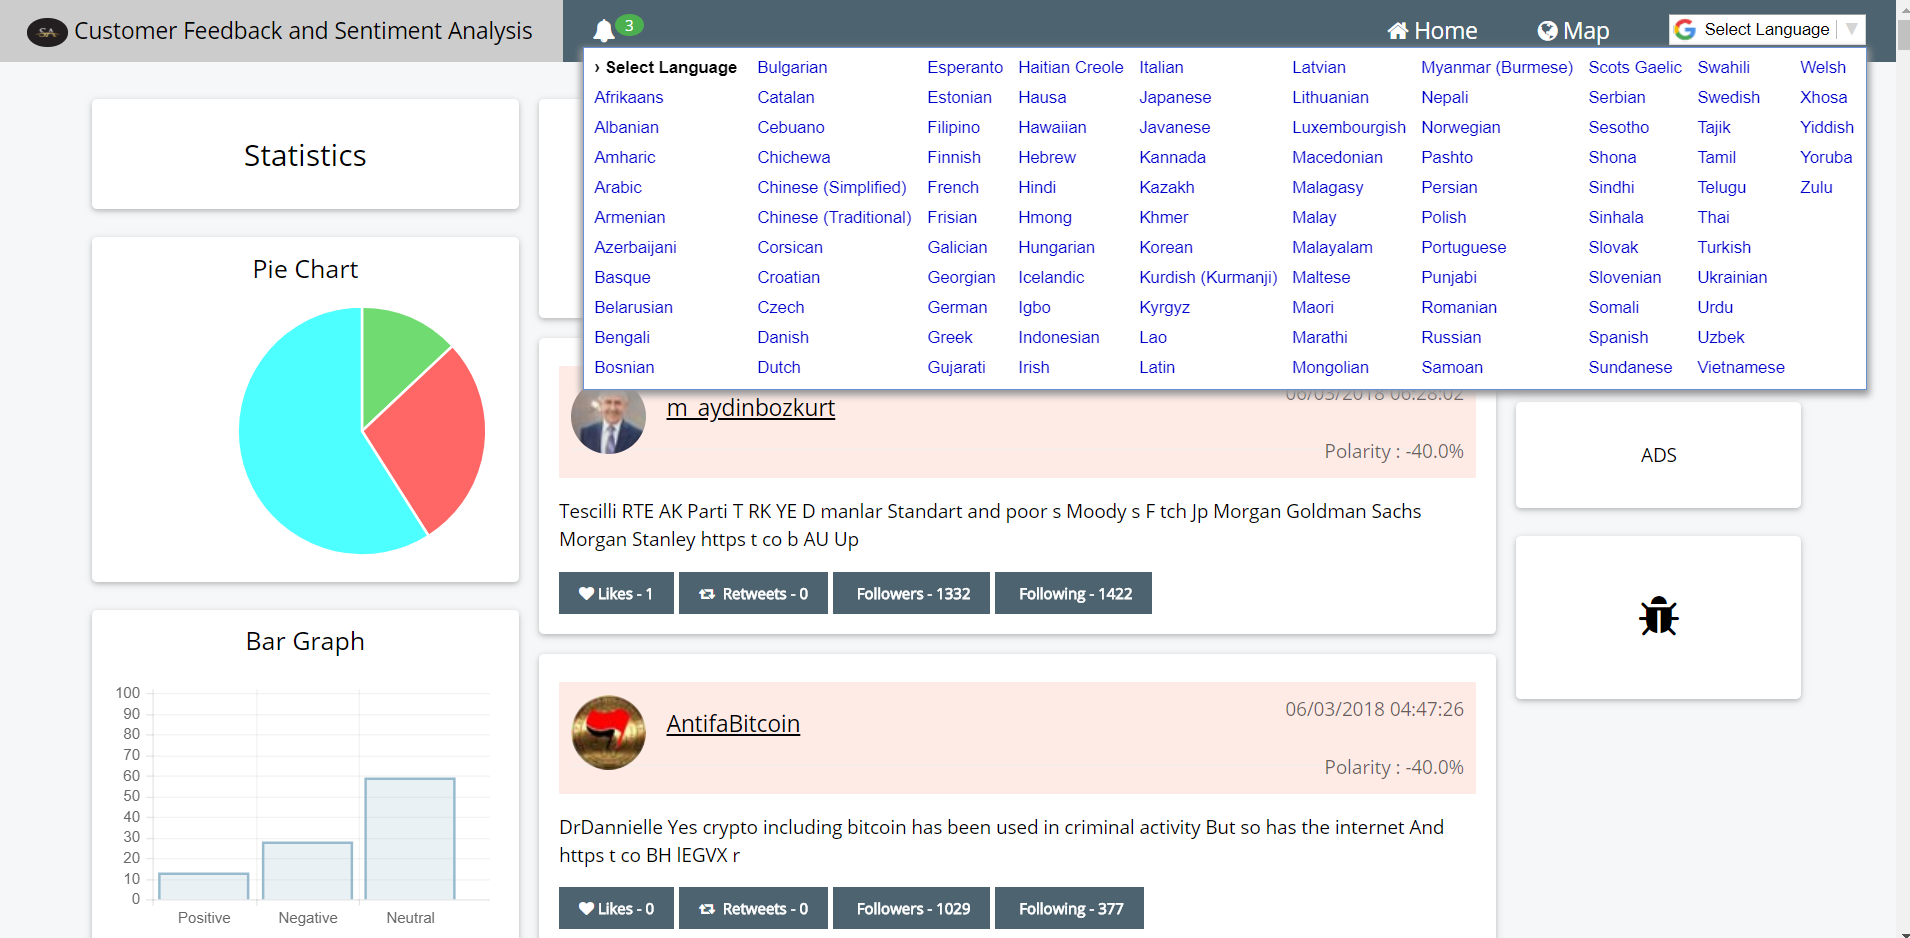 SA Customer Feedback and Sentiment Analysis
3
Home
Map
Select Language
› Select Language Bulgarian Esperanto Haitian Creole Italian Latvian Myanmar (Burmese) Scots Gaelic Swahili Welsh
Afrikaans Catalan Estonian Hausa Japanese Lithuanian Nepali Serbian Swedish Xhosa
Albanian Cebuano Filipino Hawaiian Javanese Luxembourgish Norwegian Sesotho Tajik Yiddish
Amharic Chichewa Finnish Hebrew Kannada Macedonian Pashto Shona Tamil Yoruba
Arabic Chinese (Simplified) French Hindi Kazakh Malagasy Persian Sindhi Telugu Zulu
Armenian Chinese (Traditional) Frisian Hmong Khmer Malay Polish Sinhala Thai
Azerbaijani Corsican Galician Hungarian Korean Malayalam Portuguese Slovak Turkish
Basque Croatian Georgian Icelandic Kurdish (Kurmanji) Maltese Punjabi Slovenian Ukrainian
Belarusian Czech German Igbo Kyrgyz Maori Romanian Somali Urdu
Bengali Danish Greek Indonesian Lao Marathi Russian Spanish Uzbek
Bosnian Dutch Gujarati Irish Latin Mongolian Samoan Sundanese Vietnamese
Statistics
Pie Chart
Bar Graph
100
90
80
70
60
50
40
30
20
10
0
Positive Negative Neutral
m_aydinbozkurt
06/03/2018 06:28:02
Polarity : -40.0%
Tescilli RTE AK Parti T RK YE D manlar Standart and poor s Moody s F tch Jp Morgan Goldman Sachs
Morgan Stanley https t co b AU Up
Likes - 1 Retweets - 0 Followers - 1332 Following - 1422
AntifaBitcoin
06/03/2018 04:47:26
Polarity : -40.0%
DrDannielle Yes crypto including bitcoin has been used in criminal activity But so has the internet And
https t co BH lEGVX r
Likes - 0 Retweets - 0 Followers - 1029 Following - 377
ADS